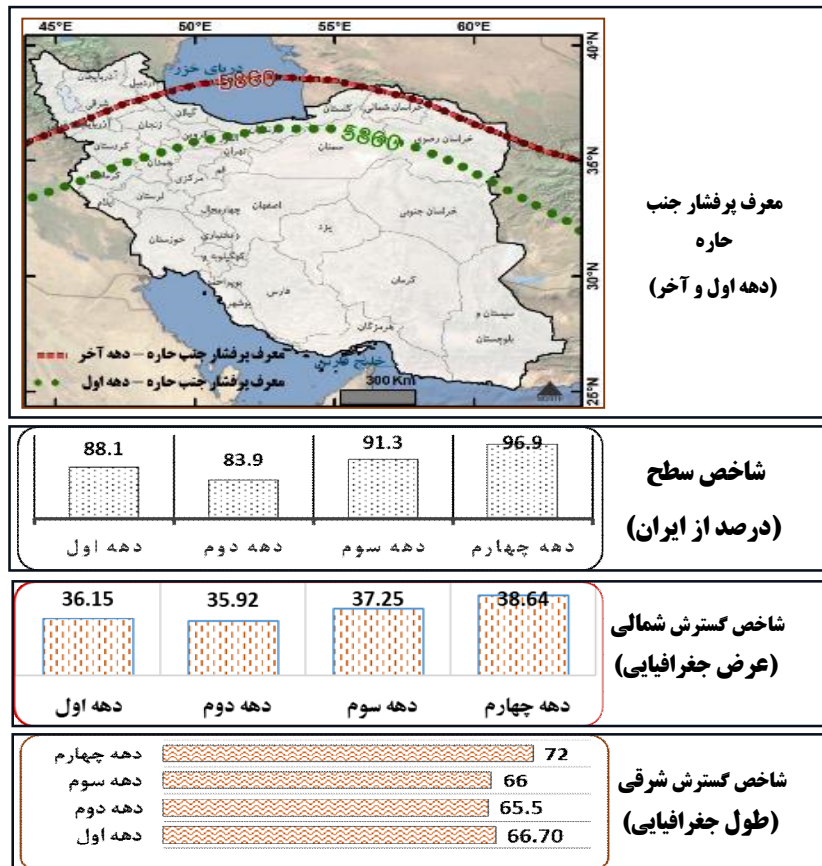 45°E 50°E 55°E 60°E
40°N
35°N
30°N
25°N
دریای خزر
5860
5860
آذربایجان
شرقی
اردبیل
گیلان
زنجان
کردستان
همدان
تهران
قم
مرکزی
لرستان
ایلام
خوزستان
چهارمحال
و بختیاری
کهگیلویه و
بویراحمد
بوشهر
اصفهان
سمنان
گلستان
خراسان شمالی
خراسان رضوی
خراسان جنوبی
یزد
فارس
کرمان
هرمزگان
سیستان و
بلوچستان
خلیج فارس
معرف پرفشار جنب حاره – دهه آخر
معرف پرفشار جنب حاره – دهه اول
300 Km
معرف پرفشار جنب
حاره
(دهه اول و آخر)
88.1 83.9 91.3 96.9
دهه اول دهه دوم دهه سوم دهه چهارم
شاخص سطح
(درصد از ایران)
36.15 35.92 37.25 38.64
دهه اول دهه دوم دهه سوم دهه چهارم
شاخص گسترش شمالی
(عرض جغرافیایی)
دهه چهارم 72
دهه سوم 66
دهه دوم 65.5
دهه اول 66.70
شاخص گسترش شرقی
(طول جغرافیایی)